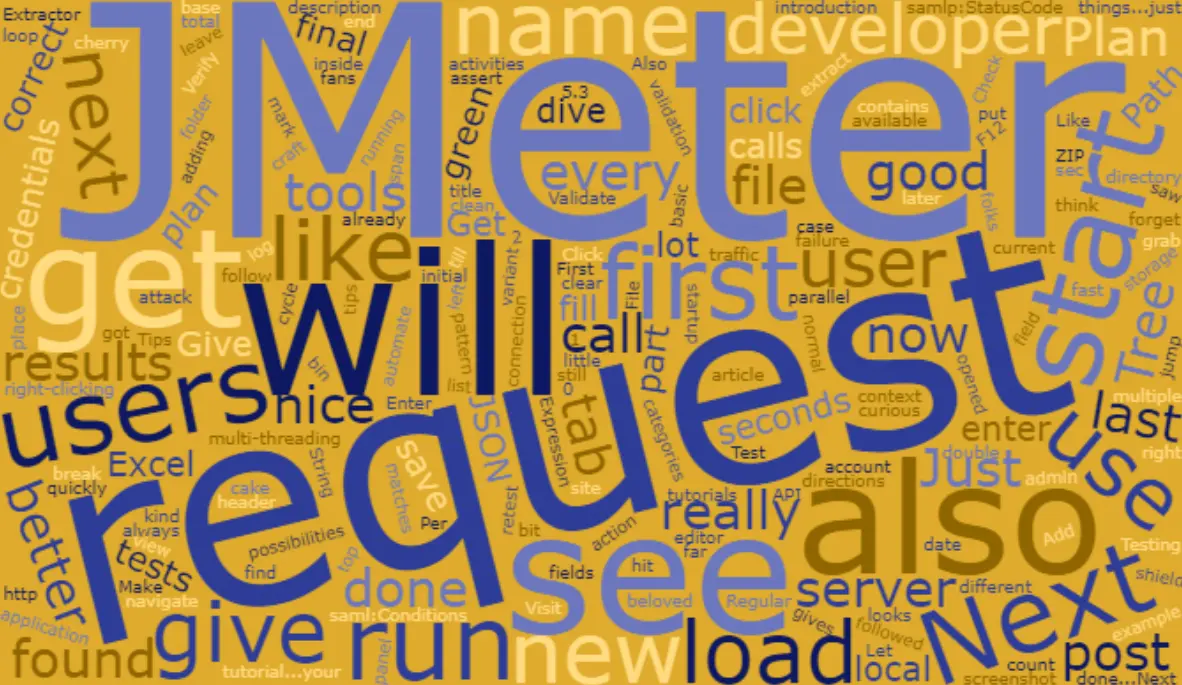 Extractor
base
total
description
introduction
samlp:StatusCode
things...just
loop
cherry
leave
end
final
name
developer
Plan
correct
JMeter
next
Verify
folder
adding
inside
fans
activities
assert
Also
extract
Check
Path
mark
craft
running
span
green
5.3
dive
validation
click
contains
available
put
F12
Like
Credentials
plan
tools
title
clean
every
Validate
basic
calls
file
good
later
folks
ZIP
sec
directory
saw
start
think
forget
already
Get
2
case
failure
get
log
like
till
Click
lot
traffic
user
current
grab
storage
follow
initial
variant
First
clear
first
attack
cycle
tips
left
fill
File
startup
parallel
fast
place
got
Tips
Give
will
connection
1
call
part
normal
now
field
Tree
jump
results
automate
pattern
list
little
still
0
article
opened
right-clicking
bin
users
nice
Enter
JSON
Expression
tab
categories
seconds
context
curious
multiple
last
request
multi-threading
String
save
Test
enter
use
right
break
quickly
Excel
matches
site
account
directions
double
Just
admin
better
cake
header
Per
retest
bit
tutorials
API
also
kind
always
view
possibilities
action
really
editor
far
date
Add
Testing
tests
find
top
see
hit
Next
shield
http
Make
navigate
done
fields
beloved
Regular
server
different
application
saml:Conditions
Visit
gives
looks
followed
example
found
give
run
new
load
Let
local
count
post
tutorial...your
panel
screenshot
done...Next